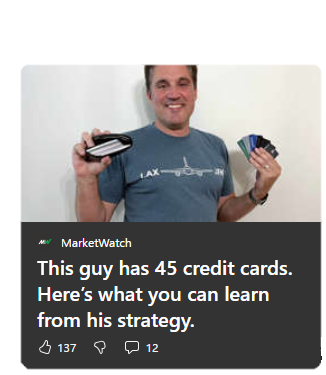 LAX
MarketWatch
This guy has 45 credit cards.
Here's what you can learn
from his strategy.
137
12